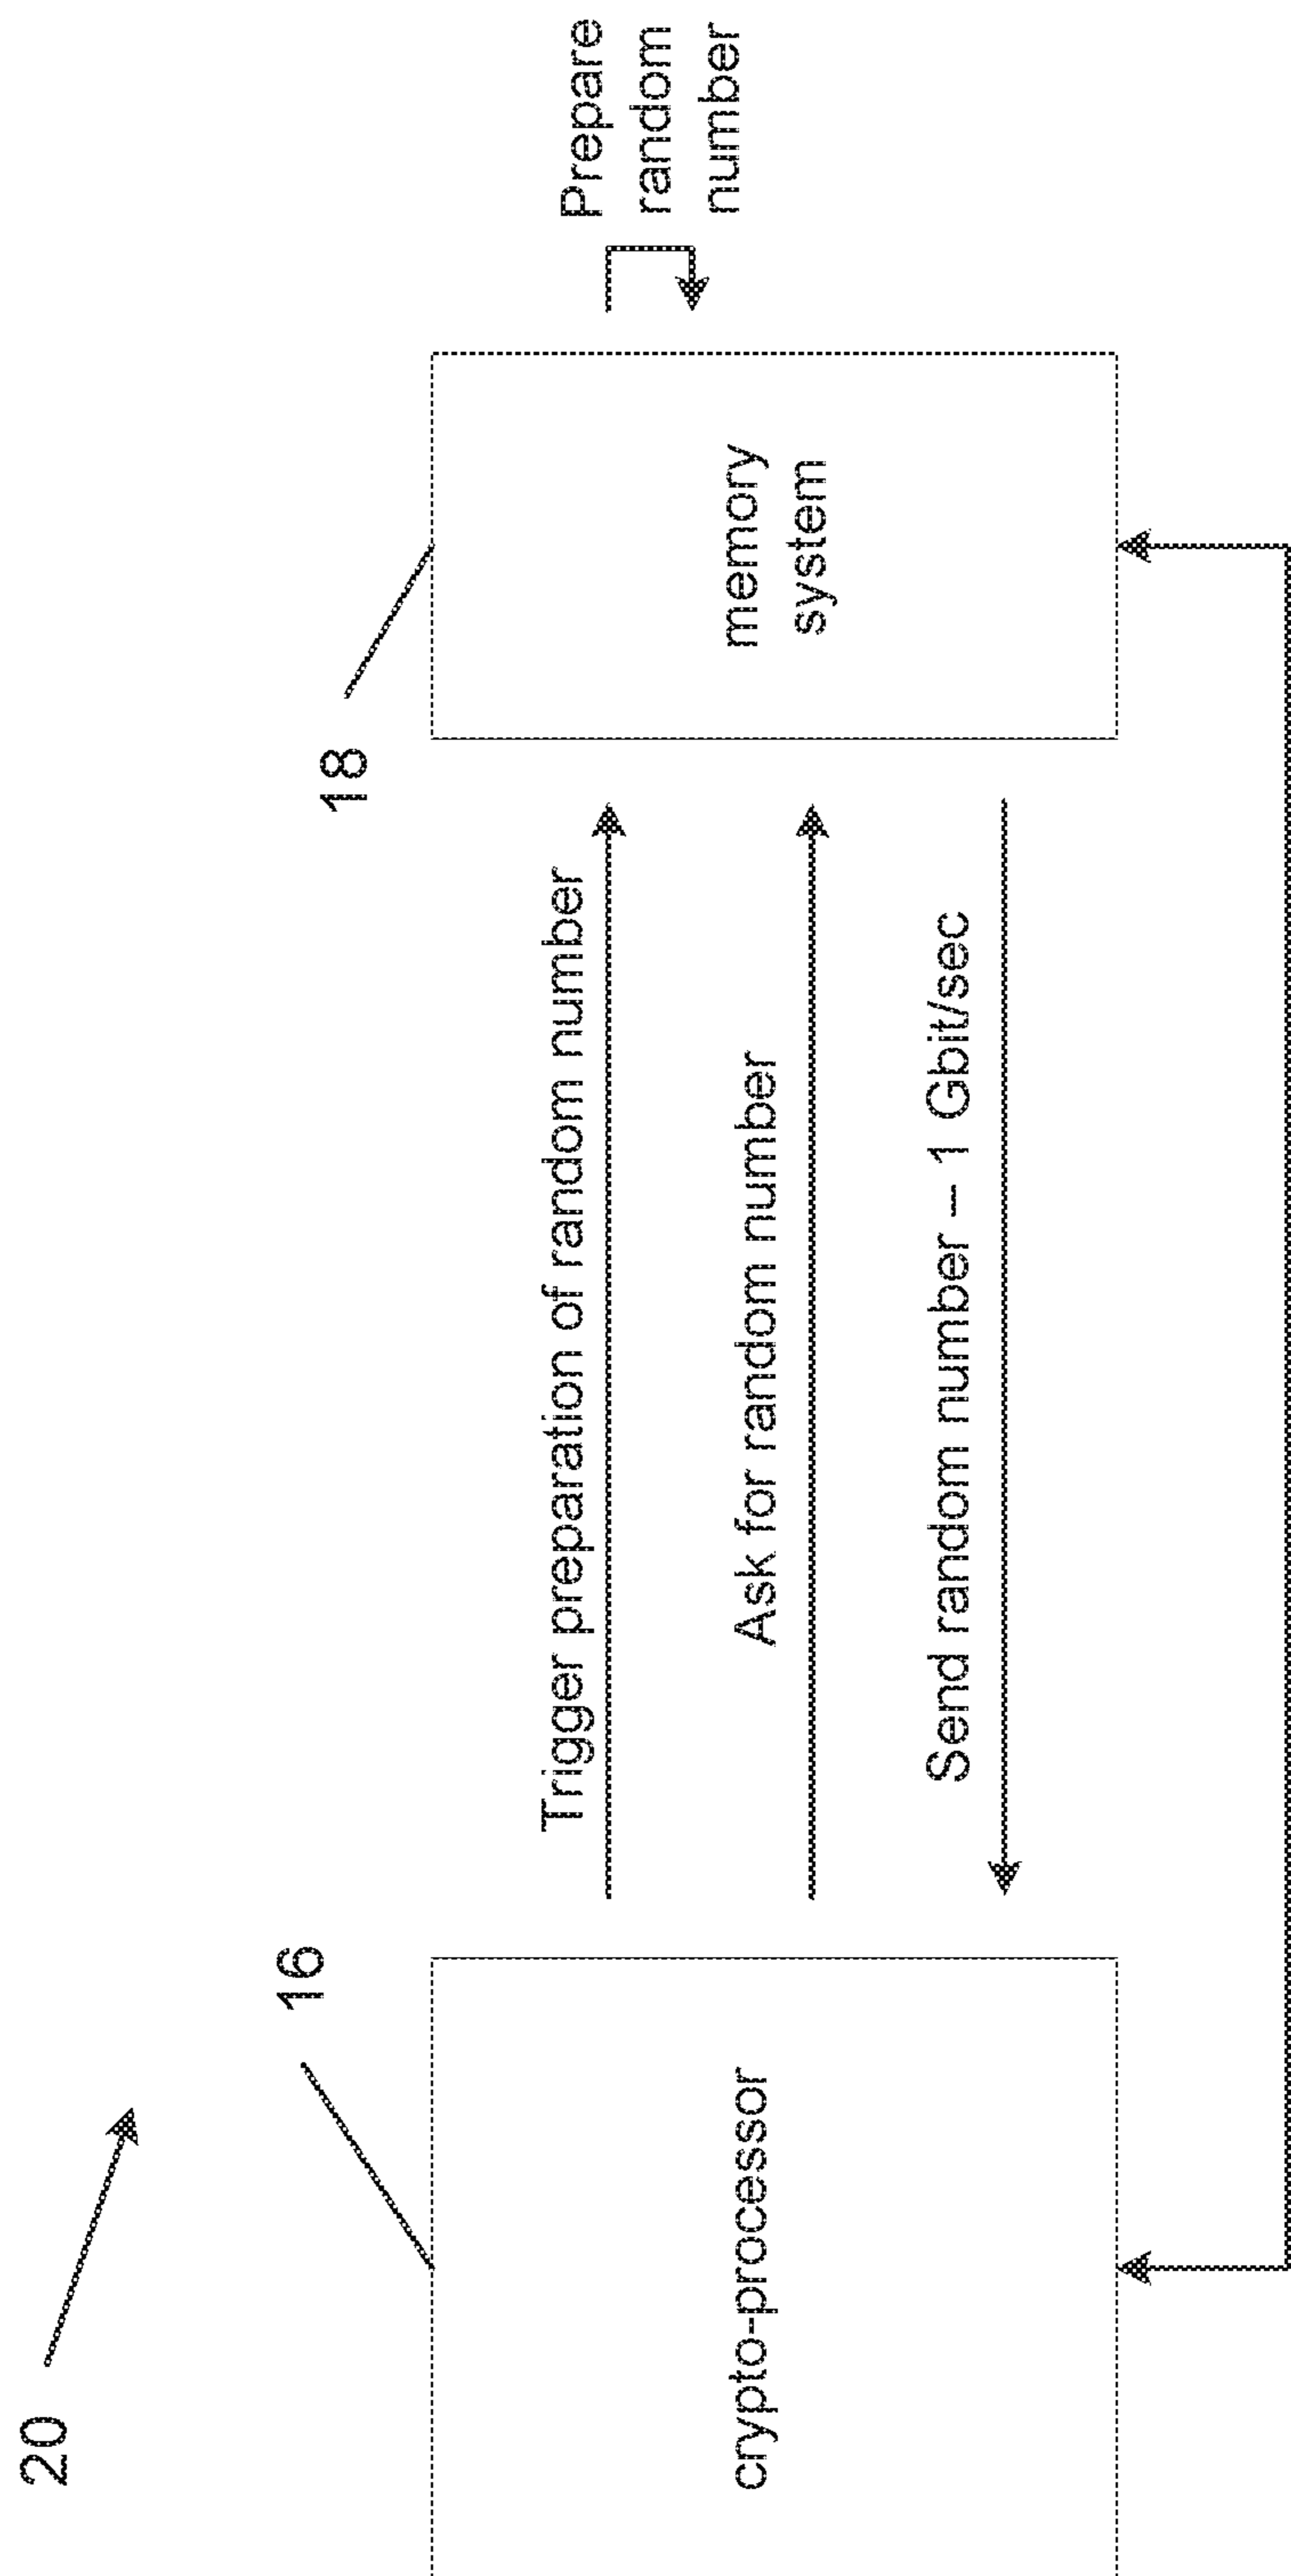 20
16
18
crypto-processor
Trigger preparation of random number
Ask for random number
Send random number – 1 Gbit/sec
memory
system
Prepare
random
number